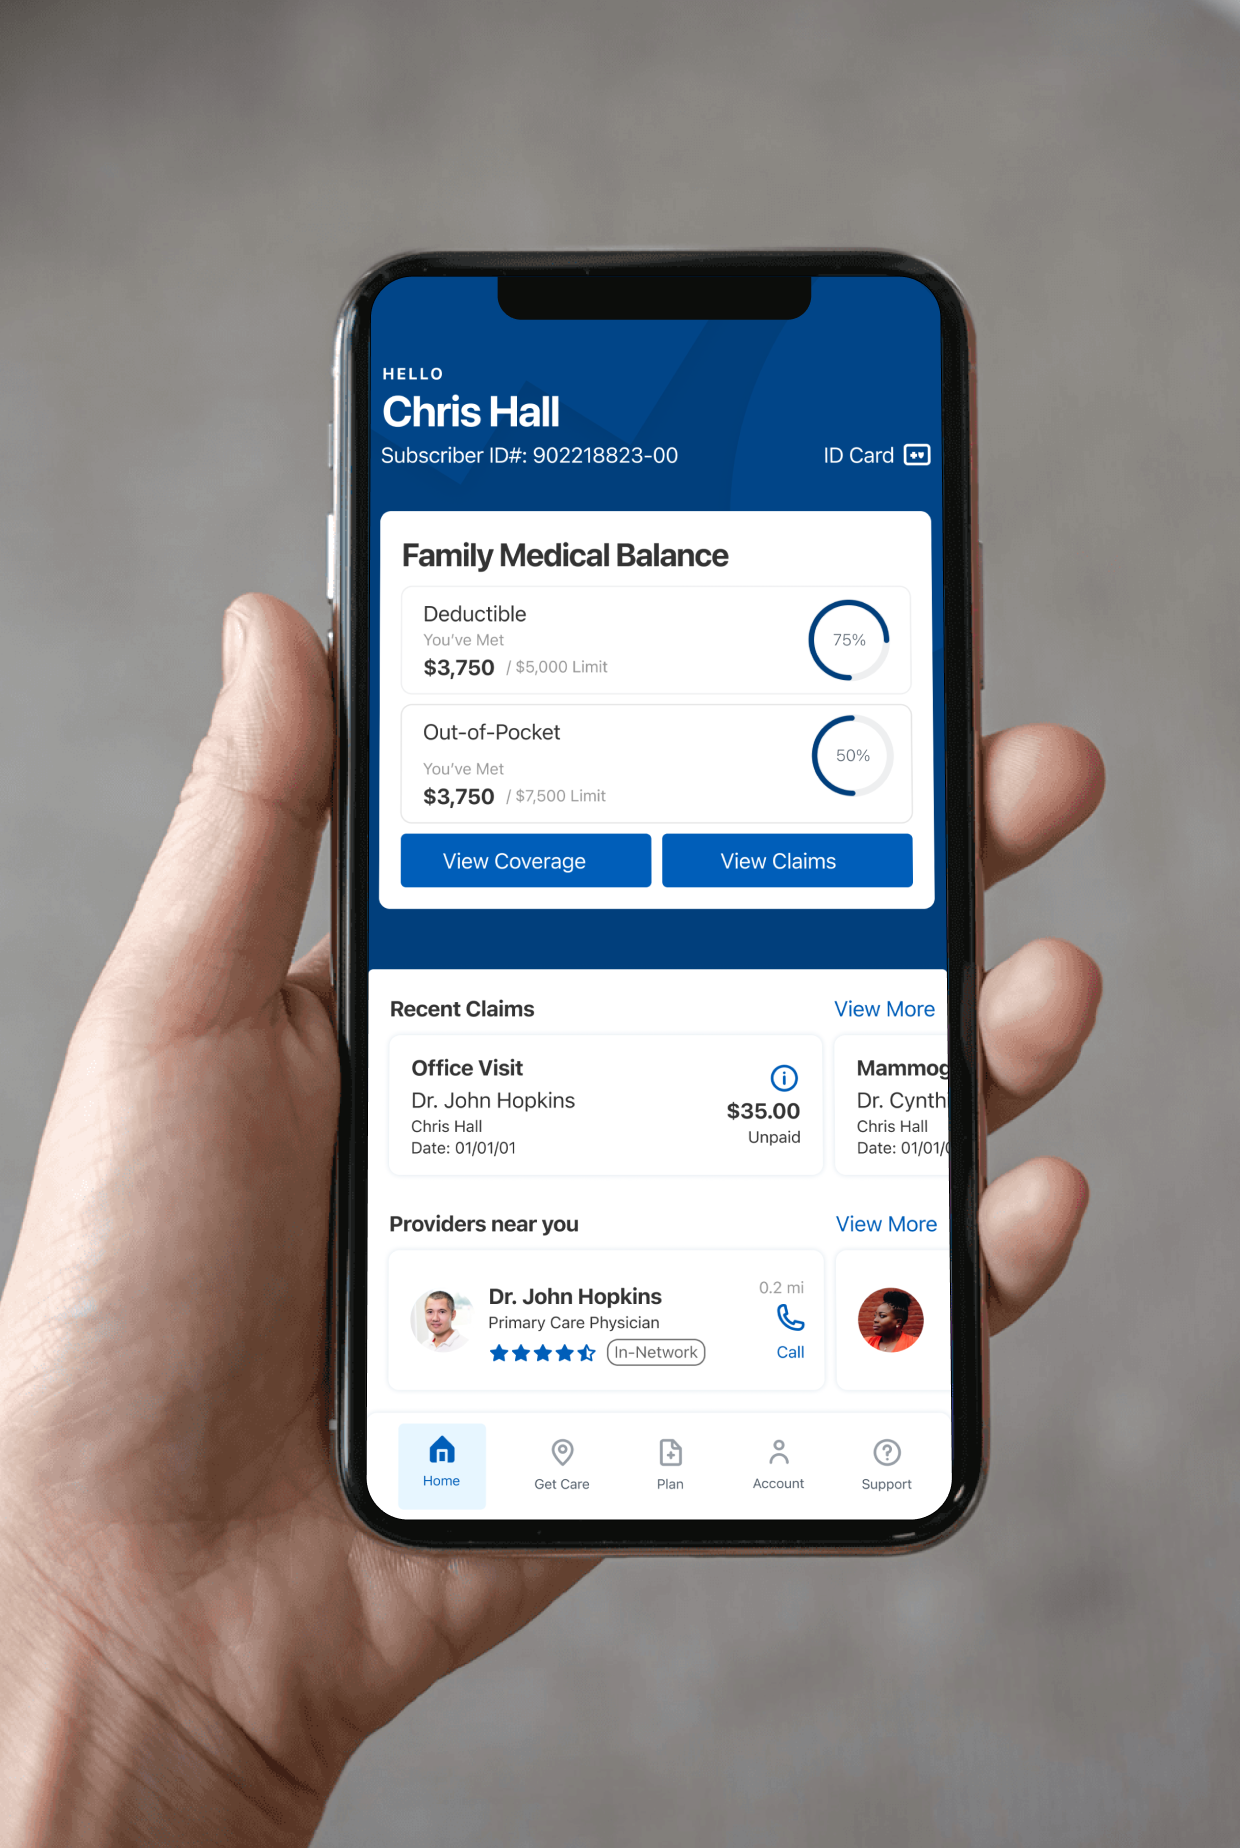 HELLO
Chris Hall
Subscriber ID#: 902218823-00
ID Card
Family Medical Balance
Deductible
You've Met
$3,750 / $5,000 Limit
75%
Out-of-Pocket
You've Met
$3,750 / $7,500 Limit
50%
View Coverage
View Claims
Recent Claims
View More
Office Visit
Dr. John Hopkins
Chris Hall
Date: 01/01/01
$35.00
Unpaid
Mammog
Dr. Cynth
Chris Hall
Date: 01/01/0
Providers near you
View More
Dr. John Hopkins
Primary Care Physician
In-Network
0.2 mi
Call
Home
Get Care
Plan
Account
Support